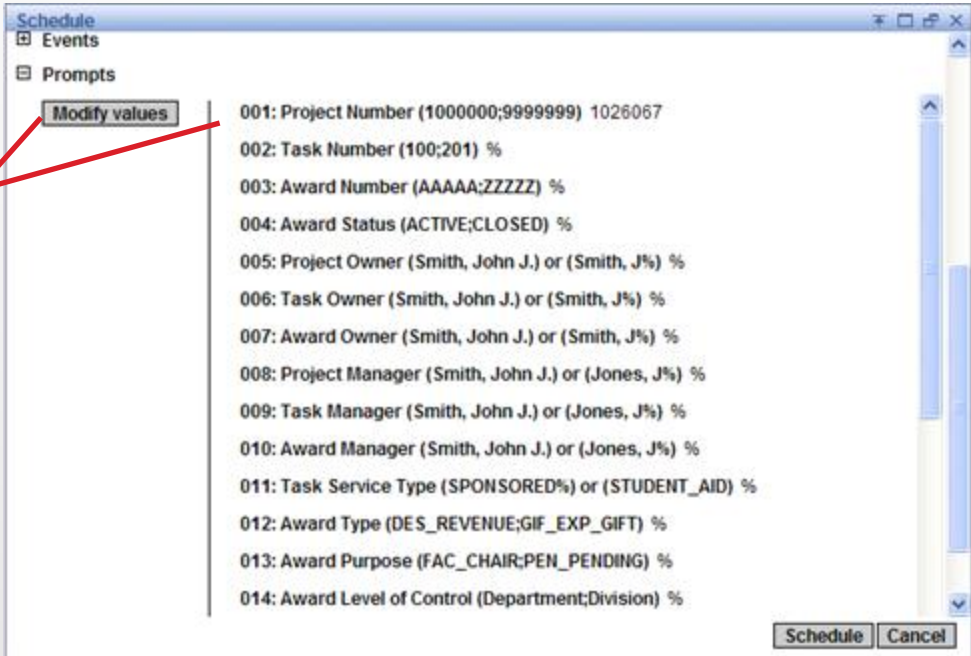 Schedule
Events
Prompts
Modify values
001: Project Number (1000000;9999999) 1026067
002: Task Number (100;201) %
003: Award Number (AAAAA;ZZZZZ) %
004: Award Status (ACTIVE;CLOSED) %
005: Project Owner (Smith, John J.) or (Smith, J%) %
006: Task Owner (Smith, John J.) or (Smith, J%) %
007: Award Owner (Smith, John J.) or (Smith, J%) %
008: Project Manager (Smith, John J.) or (Jones, J%) %
009: Task Manager (Smith, John J.) or (Jones, J%) %
010: Award Manager (Smith, John J.) or (Jones, J%) %
011: Task Service Type (SPONSORED%) or (STUDENT_AID) %
012: Award Type (DES_REVENUE;GIF_EXP_GIFT) %
013: Award Purpose (FAC_CHAIR;PEN_PENDING) %
014: Award Level of Control (Department;Division) %
Schedule Cancel